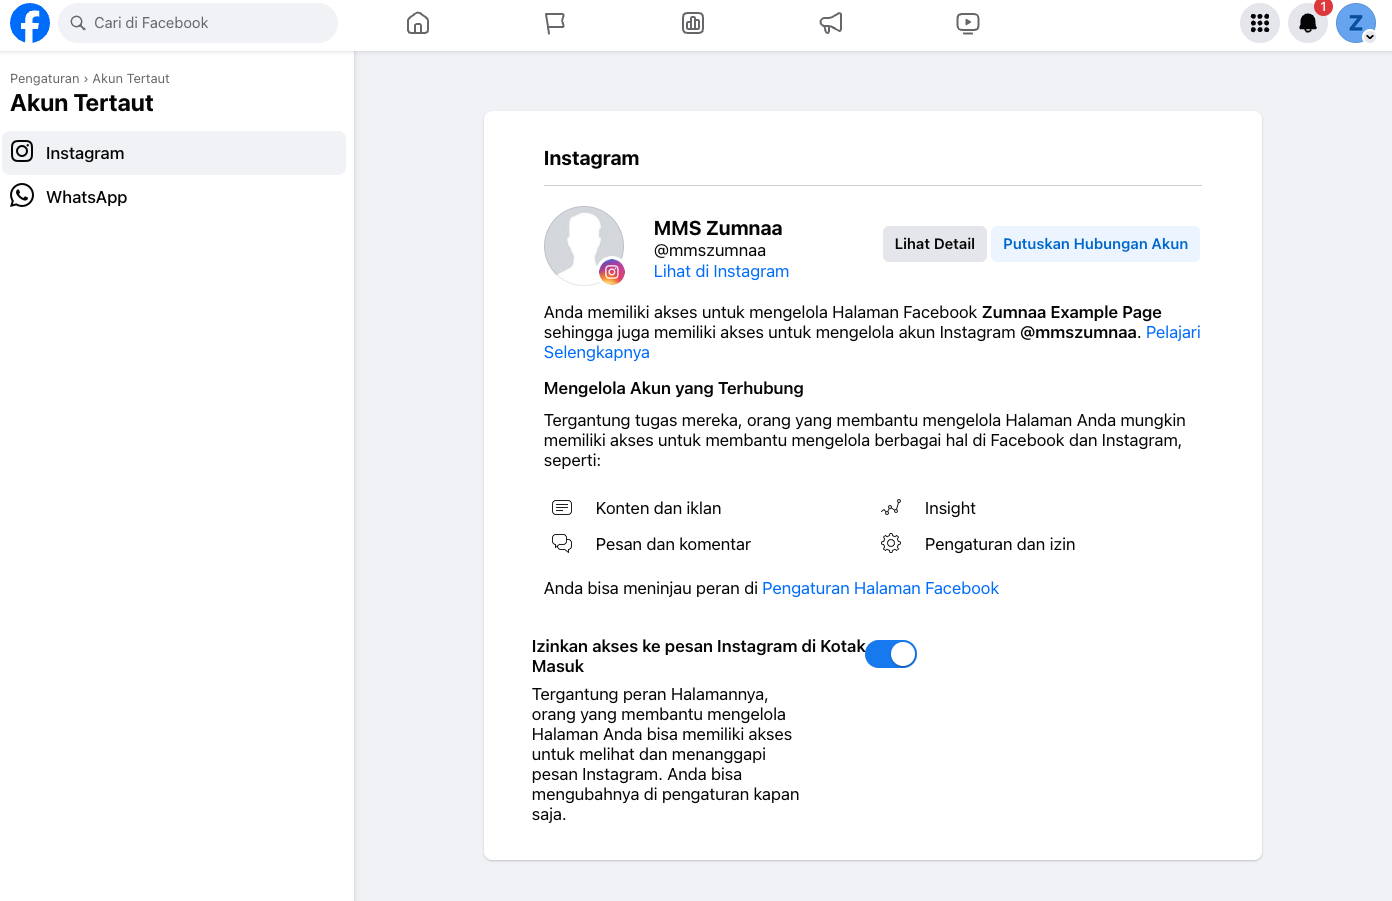 Cari di Facebook
1
Z
Pengaturan › Akun Tertaut
Akun Tertaut
Instagram
WhatsApp
Instagram
MMS Zumnaa
@mmszumnaa
Lihat di Instagram
Lihat Detail
Putuskan Hubungan Akun
Anda memiliki akses untuk mengelola Halaman Facebook Zumnaa Example Page
sehingga juga memiliki akses untuk mengelola akun Instagram @mmszumnaa. Pelajari
Selengkapnya
Mengelola Akun yang Terhubung
Tergantung tugas mereka, orang yang membantu mengelola Halaman Anda mungkin
memiliki akses untuk membantu mengelola berbagai hal di Facebook dan Instagram,
seperti:
Konten dan iklan
Insight
Pesan dan komentar
Pengaturan dan izin
Anda bisa meninjau peran di Pengaturan Halaman Facebook
Izinkan akses ke pesan Instagram di Kotak
Masuk
Tergantung peran Halamannya,
orang yang membantu mengelola
Halaman Anda bisa memiliki akses
untuk melihat dan menanggapi
pesan Instagram. Anda bisa
mengubahnya di pengaturan kapan
saja.